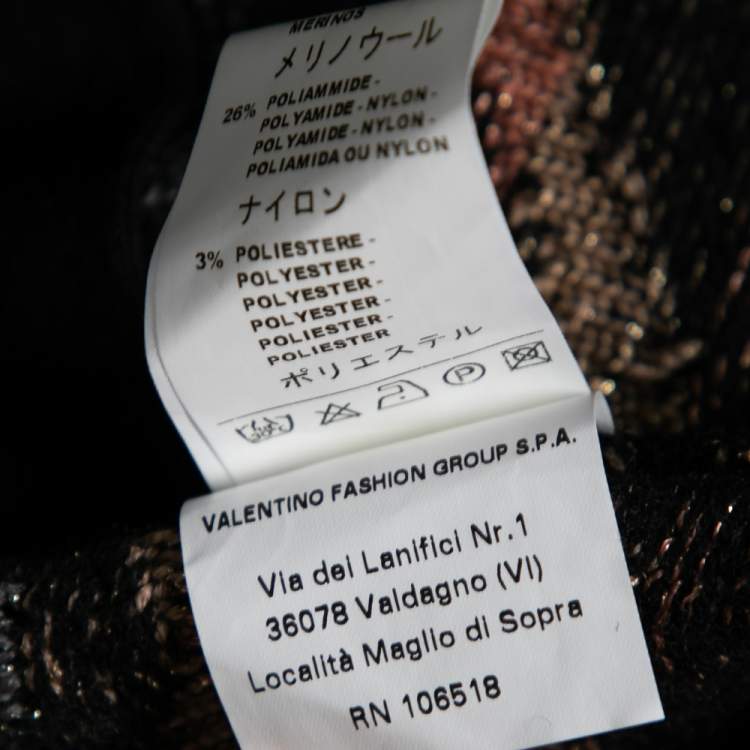 MERINOS
メリノウール
26% POLIAMMIDE -
POLYAMIDE - NYLON -
POLYAMIDE - NYLON -
POLIAMIDA OU NYLON
ナイロン
3% POLIESTERE -
POLYESTER -
POLYESTER -
POLYESTER -
POLIESTER -
POLIESTER
ポリエステル
P
VALENTINO FASHION GROUP S.P.A.
Via dei Lanifici Nr.1
36078 Valdagno (VI)
Località Maglio di Sopra
RN 106518